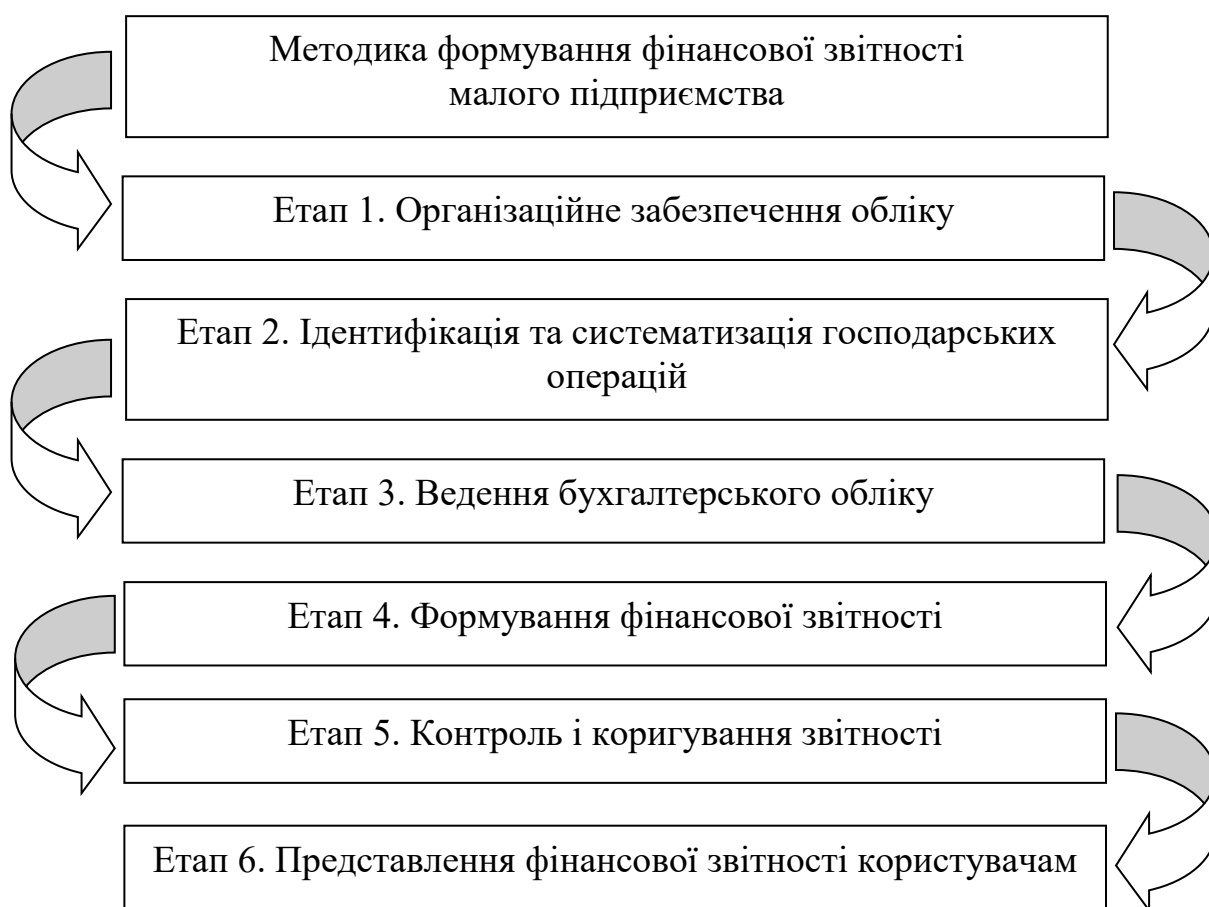 Методика формування фінансової звітності
малого підприємства
Етап 1. Організаційне забезпечення обліку
Етап 2. Ідентифікація та систематизація господарських
операцій
Етап 3. Ведення бухгалтерського обліку
Етап 4. Формування фінансової звітності
Етап 5. Контроль і коригування звітності
Етап 6. Представлення фінансової звітності користувачам